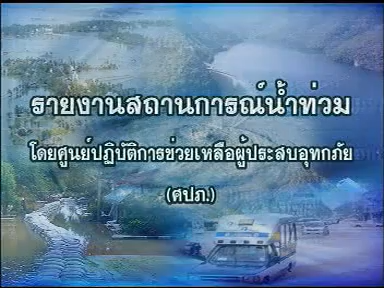 รายงานสถานการณ์น้ำท่วม
โดยศูนย์ปฏิบัติการช่วยเหลือผู้ประสบอุทกภัย
(ศปภ.)